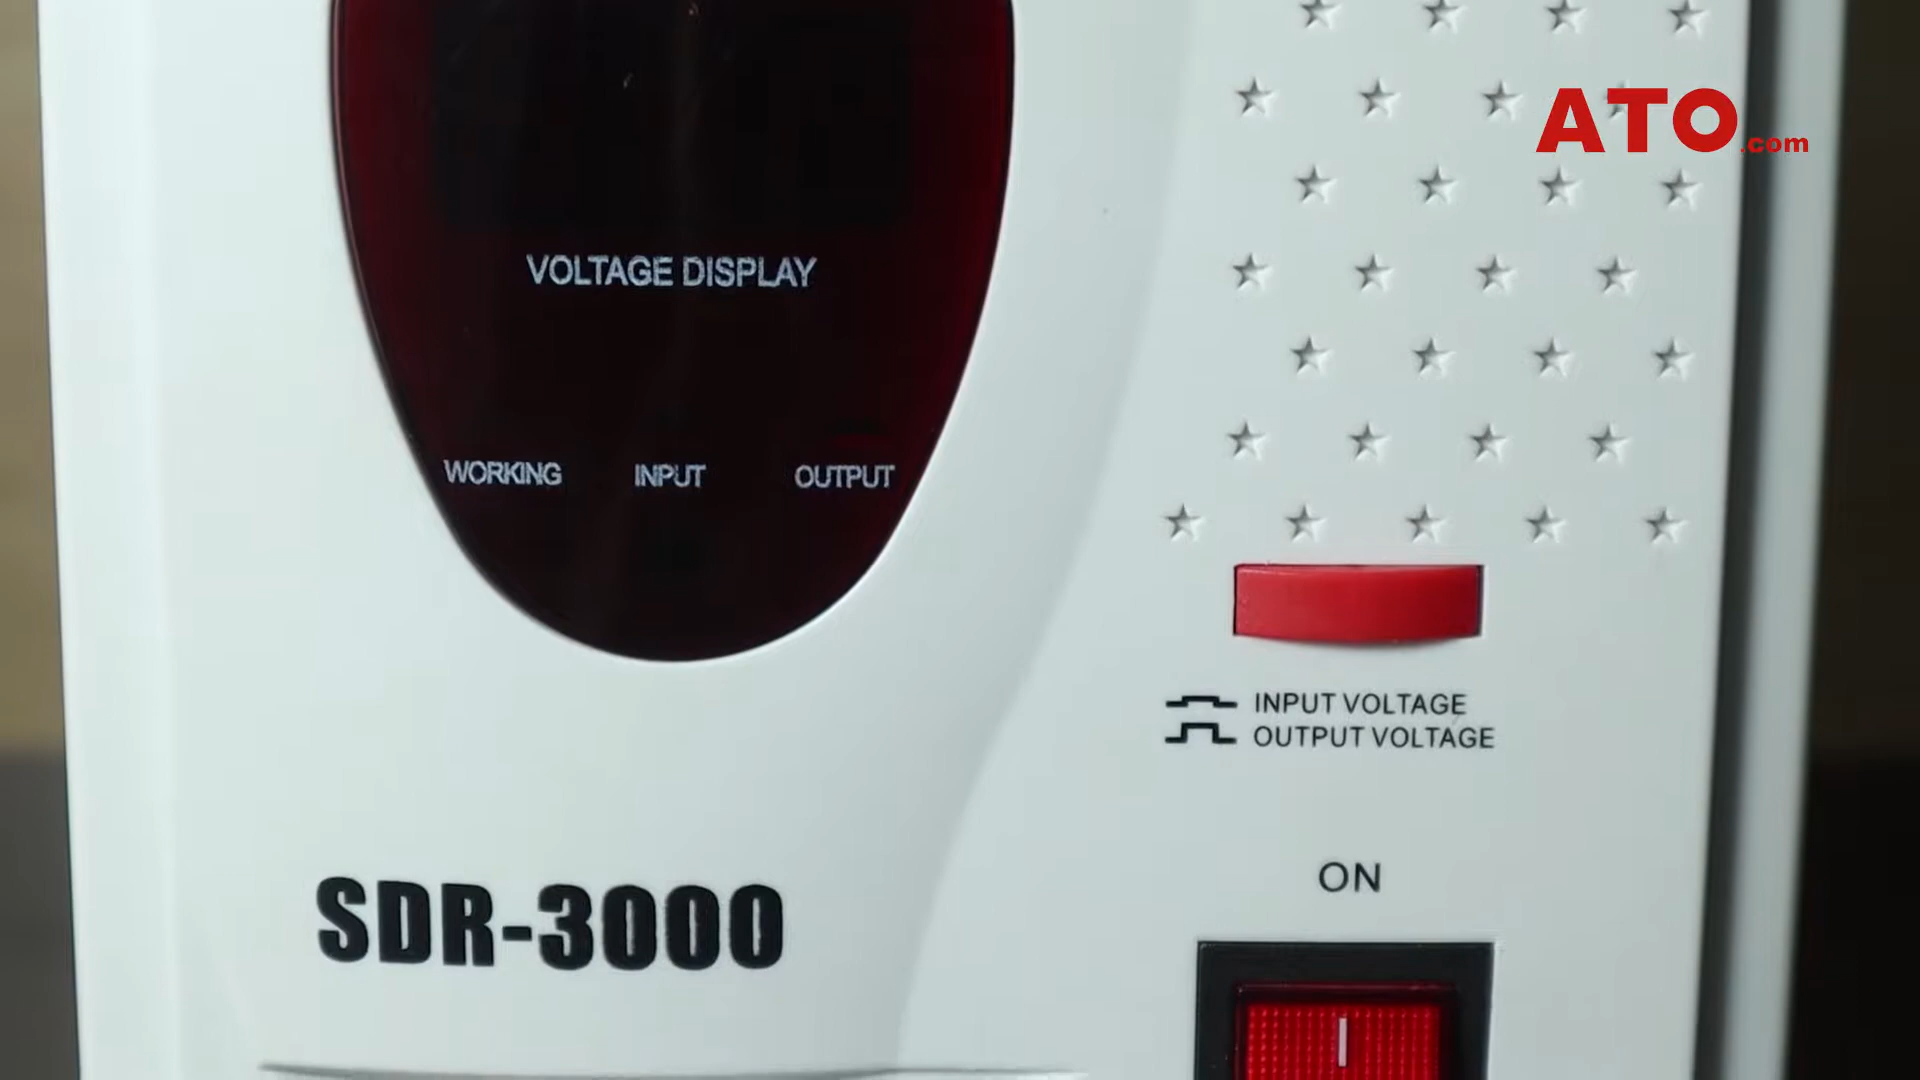 ATO.com
VOLTAGE DISPLAY
WORKING INPUT OUTPUT
INPUT VOLTAGE
OUTPUT VOLTAGE
ON
SDR-3000